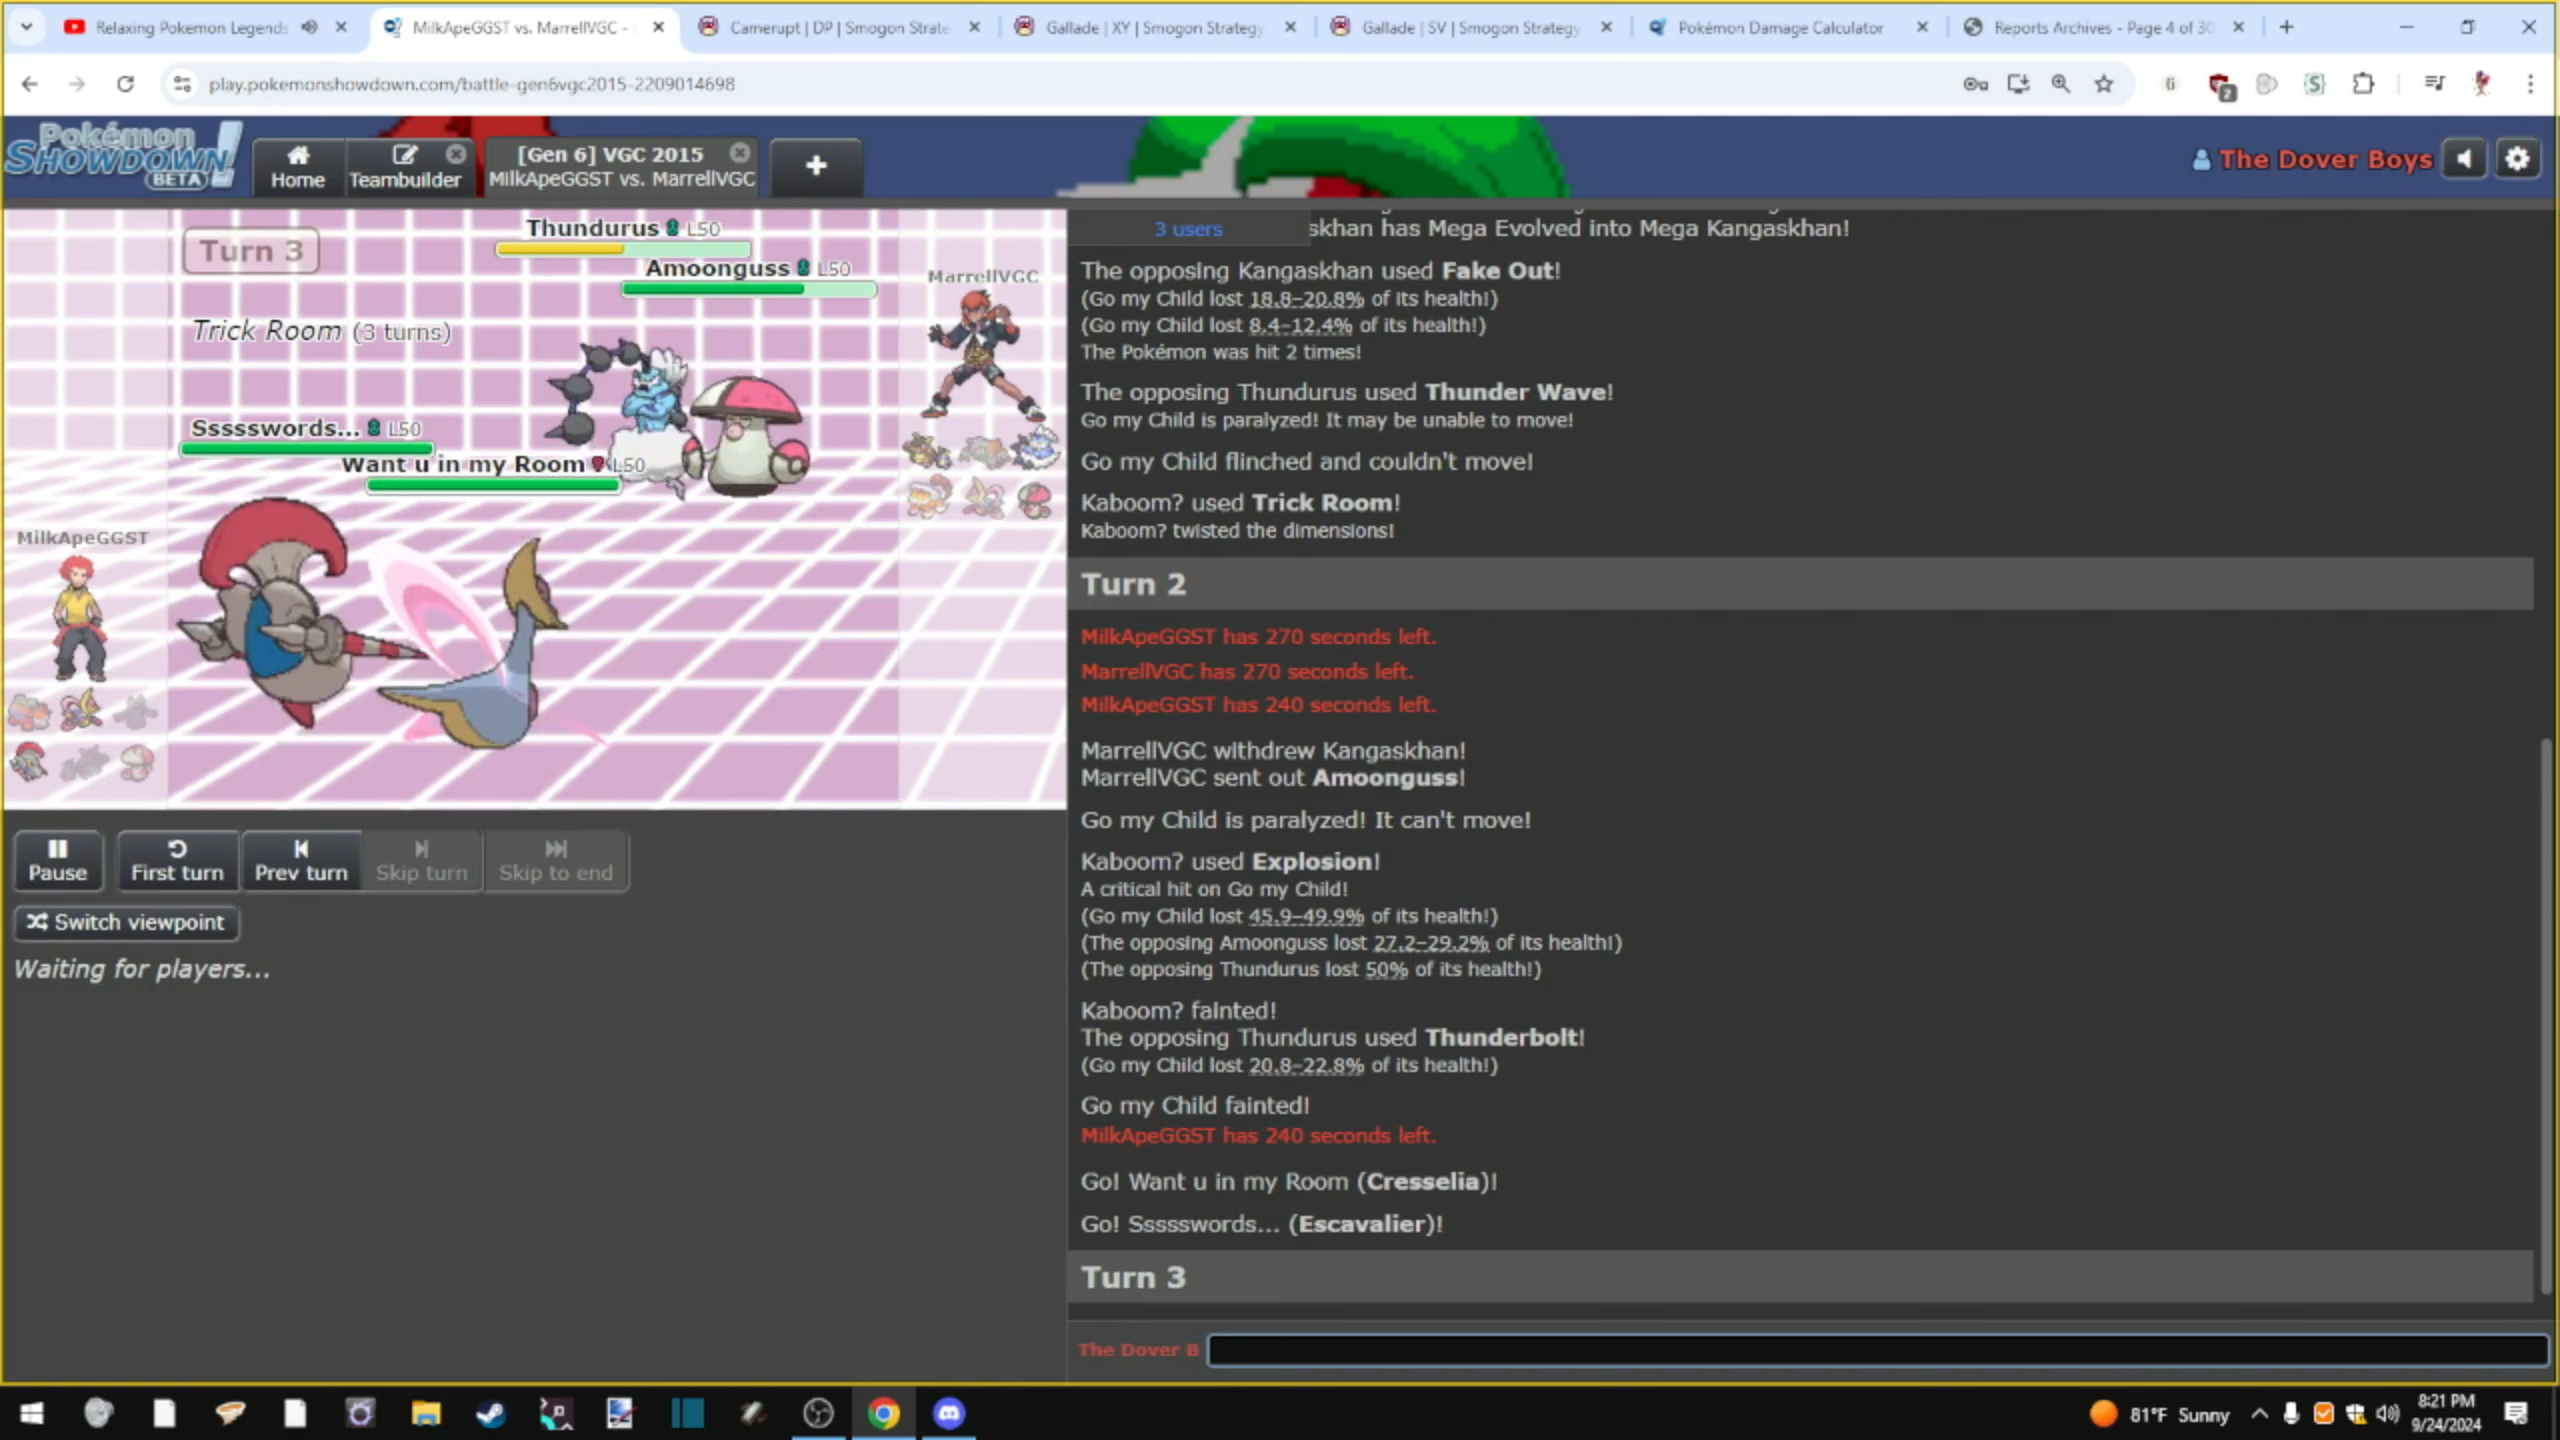 Relaxing Pokemon Legends
MilkApeGGST vs. MarrellVGC -
Camerupt | DP | Smogon Strate
Gallade | XY | Smogon Strategy
Gallade | SV | Smogon Strategy
Pokémon Damage Calculator
Reports Archives - Page 4 of 30
play.pokemonshowdown.com/battle-gen6vgc2015-2209014698
2
Pokémon
SHOWDOWN!
BETA
Home
Teambuilder
[Gen 6] VGC 2015
MilkApeGGST vs. MarrellVGC
The Dover Boys
Turn 3
Thundurus L50
Amoonguss L50
MarrellVGC
Trick Room (3 turns)
Ssssswords... L50
Want u in my Room L50
MilkApeGGST
Pause
First turn
Prev turn
Skip turn
Skip to end
Switch viewpoint
Waiting for players...
3 users
skhan has Mega Evolved into Mega Kangaskhan!
The opposing Kangaskhan used Fake Out!
(Go my Child lost 18.8–20.8% of its health!)
(Go my Child lost 8.4–12.4% of its health!)
The Pokémon was hit 2 times!
The opposing Thundurus used Thunder Wave!
Go my Child is paralyzed! It may be unable to move!
Go my Child flinched and couldn't move!
Kaboom? used Trick Room!
Kaboom? twisted the dimensions!
Turn 2
MilkApeGGST has 270 seconds left.
MarrellVGC has 270 seconds left.
MilkApeGGST has 240 seconds left.
MarrellVGC withdrew Kangaskhan!
MarrellVGC sent out Amoonguss!
Go my Child is paralyzed! It can't move!
Kaboom? used Explosion!
A critical hit on Go my Child!
(Go my Child lost 45.9–49.9% of its health!)
(The opposing Amoonguss lost 27.2–29.2% of its health!)
(The opposing Thundurus lost 50% of its health!)
Kaboom? fainted!
The opposing Thundurus used Thunderbolt!
(Go my Child lost 20.8–22.8% of its health!)
Go my Child fainted!
MilkApeGGST has 240 seconds left.
Go! Want u in my Room (Cresselia)!
Go! Ssssswords... (Escavalier)!
Turn 3
The Dover B
81°F Sunny
8:21 PM
9/24/2024